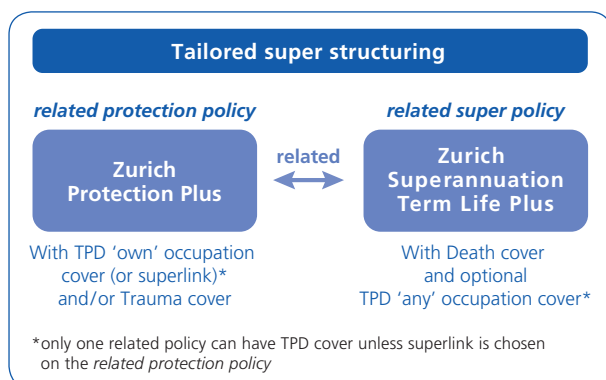 Tailored super structuring
related protection policy
related super policy
Zurich
Protection Plus
related
Zurich
Superannuation
Term Life Plus
With TPD ‘own’ occupation
cover (or superlink)*
and/or Trauma cover
With Death cover
and optional
TPD ‘any’ occupation cover*
*only one related policy can have TPD cover unless superlink is chosen
on the related protection policy